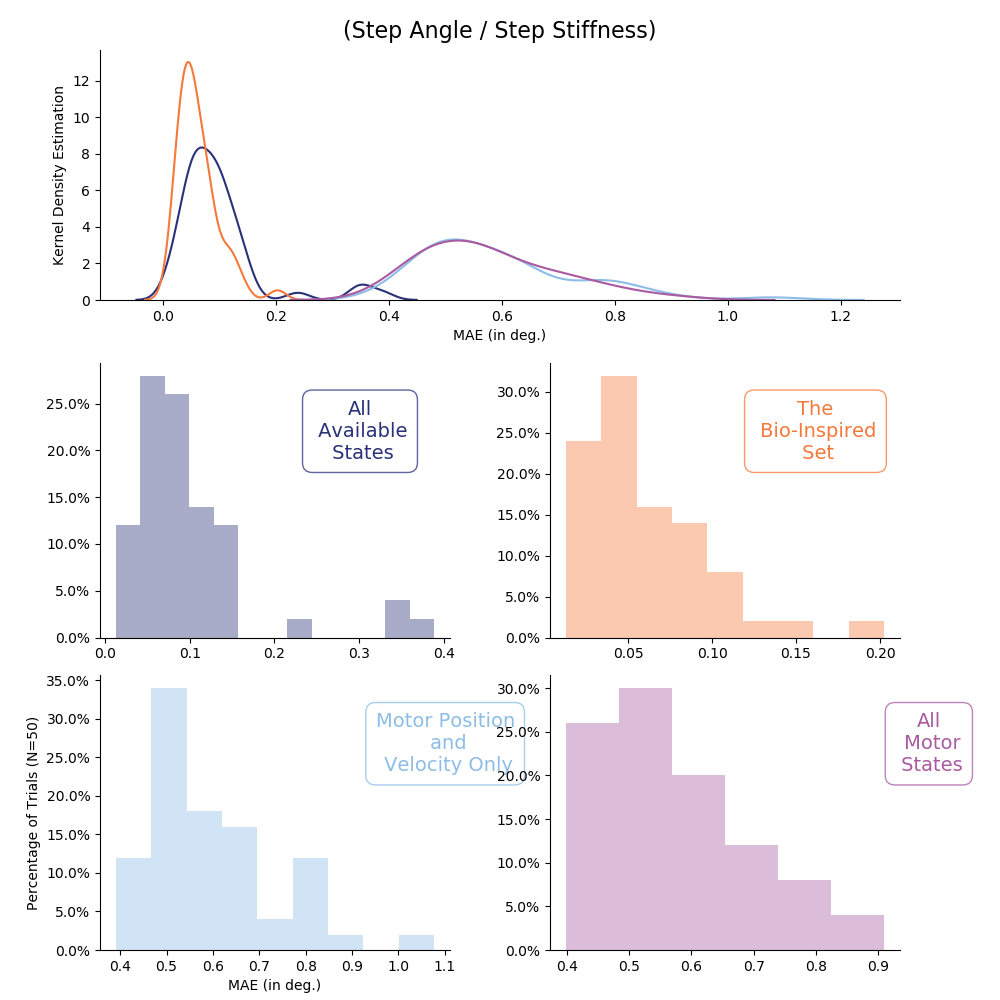 (Step Angle / Step Stiffness)
Kernel Density Estimation
12
10
8
6
4
2
0
0.0 0.2 0.4 0.6 0.8 1.0 1.2
MAE (in deg.)
25.0%
20.0%
15.0%
10.0%
5.0%
0.0%
0.0 0.1 0.2 0.3 0.4
All
Available
States
30.0%
25.0%
20.0%
15.0%
10.0%
5.0%
0.0%
0.05 0.10 0.15 0.20
The
Bio-Inspired
Set
Percentage of Trials (N=50)
35.0%
30.0%
25.0%
20.0%
15.0%
10.0%
5.0%
0.0%
0.4 0.5 0.6 0.7 0.8 0.9 1.0 1.1
MAE (in deg.)
Motor Position
and
Velocity Only
30.0%
25.0%
20.0%
15.0%
10.0%
5.0%
0.0%
0.4 0.5 0.6 0.7 0.8 0.9
All
Motor
States